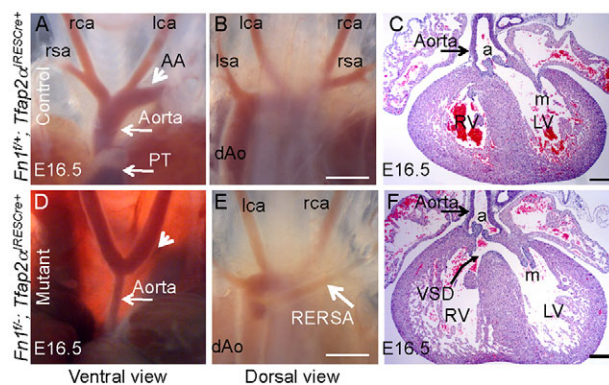 Fn1f/+; Tfap2αIRESCre+
Control
A
rca
lca
rsa
AA
Aorta
PT
E16.5
B
lca
rca
lsa
rsa
dAo
C
Aorta
a
m
RV
LV
E16.5
Fn1f/-; Tfap2αIRESCre+
Mutant
D
Aorta
E16.5
E
lca
rca
RERSA
dAo
F
Aorta
a
m
VSD
RV
LV
E16.5
Ventral view
Dorsal view